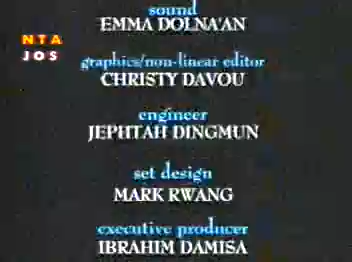 sound
EMMA DOLNA'AN
NTA
JOS
graphics/non-linear editor
CHRISTY DAVOU
engineer
JEPHTAH DINGMUN
set design
MARK RWANG
executive producer
IBRAHIM DAMISA